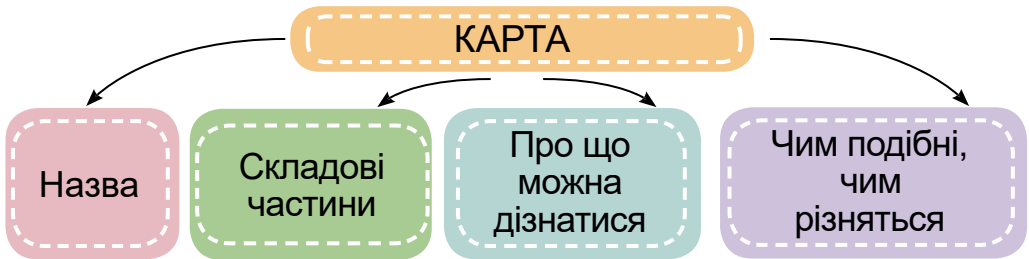 КАРТА
Назва
Складові
частини
Про що
можна
дізнатися
Чим подібні,
чим
різняться